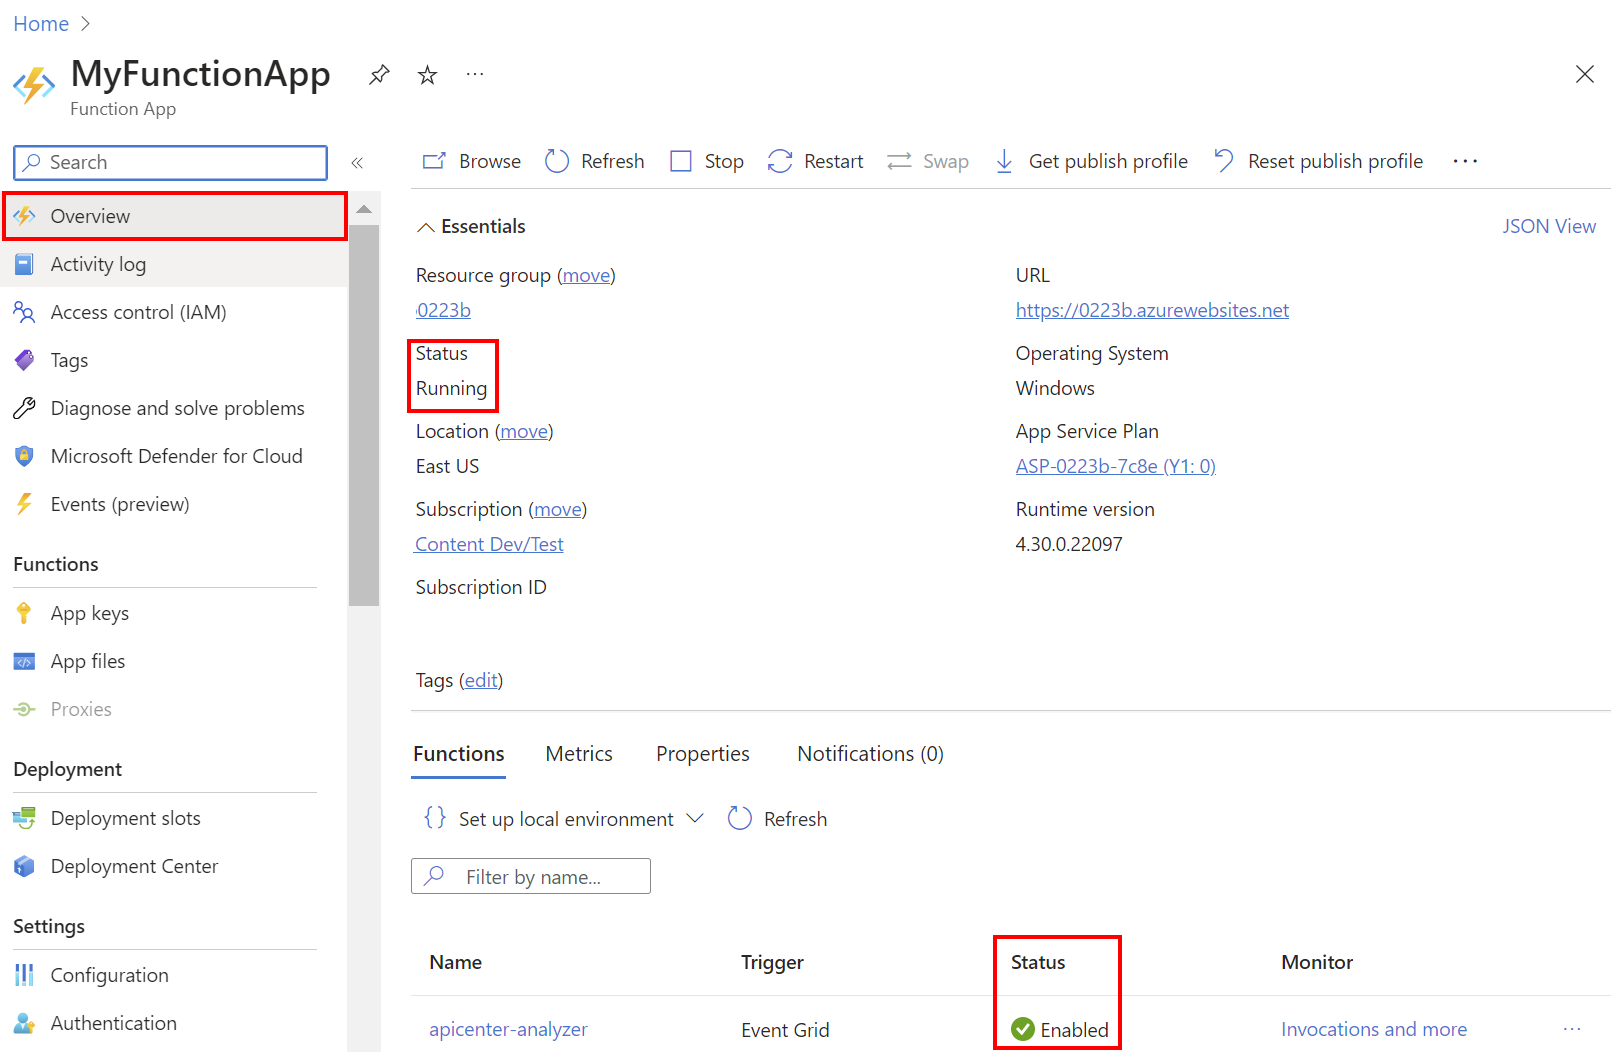 Home
MyFunctionApp
Function App
Search
Browse Refresh Stop Restart Swap Get publish profile Reset publish profile
Overview
Activity log
Access control (IAM)
Tags
Diagnose and solve problems
Microsoft Defender for Cloud
Events (preview)
Functions
App keys
App files
Proxies
Deployment
Deployment slots
Deployment Center
Settings
Configuration
Authentication
Essentials
JSON View
Resource group (move)
0223b
Status
Running
Location (move)
East US
Subscription (move)
Content Dev/Test
Subscription ID
URL
https://0223b.azurewebsites.net
Operating System
Windows
App Service Plan
ASP-0223b-7c8e (Y1: 0)
Runtime version
4.30.0.22097
Tags (edit)
Functions Metrics Properties Notifications (0)
Set up local environment Refresh
Filter by name...
Name Trigger Status Monitor
apicenter-analyzer Event Grid Enabled Invocations and more